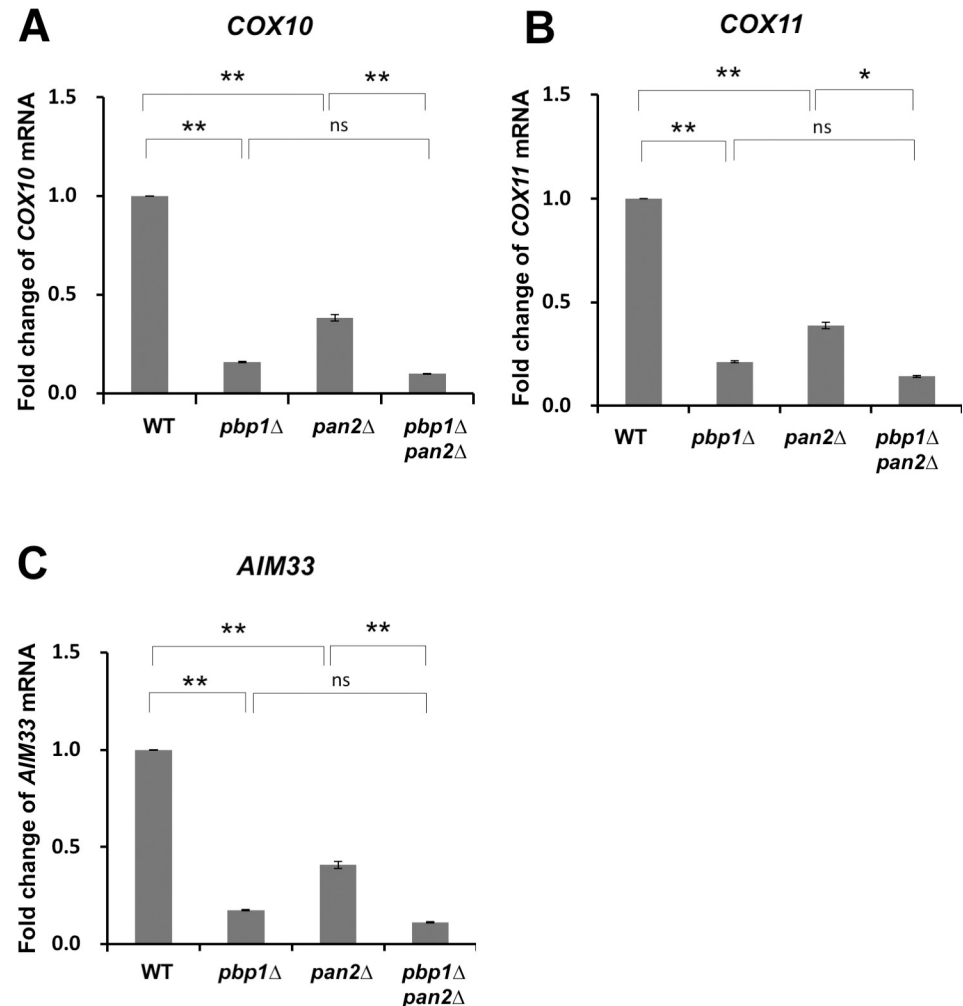 A
COX10
** **
** ns
Fold change of COX10 mRNA
1.5
1.0
0.5
0.0
WT pbp1Δ pan2Δ pbp1Δ
pan2Δ
B
COX11
** *
** ns
Fold change of COX11 mRNA
1.5
1.0
0.5
0.0
WT pbp1Δ pan2Δ pbp1Δ
pan2Δ
C
AIM33
** **
** ns
Fold change of AIM33 mRNA
1.5
1.0
0.5
0.0
WT pbp1Δ pan2Δ pbp1Δ
pan2Δ